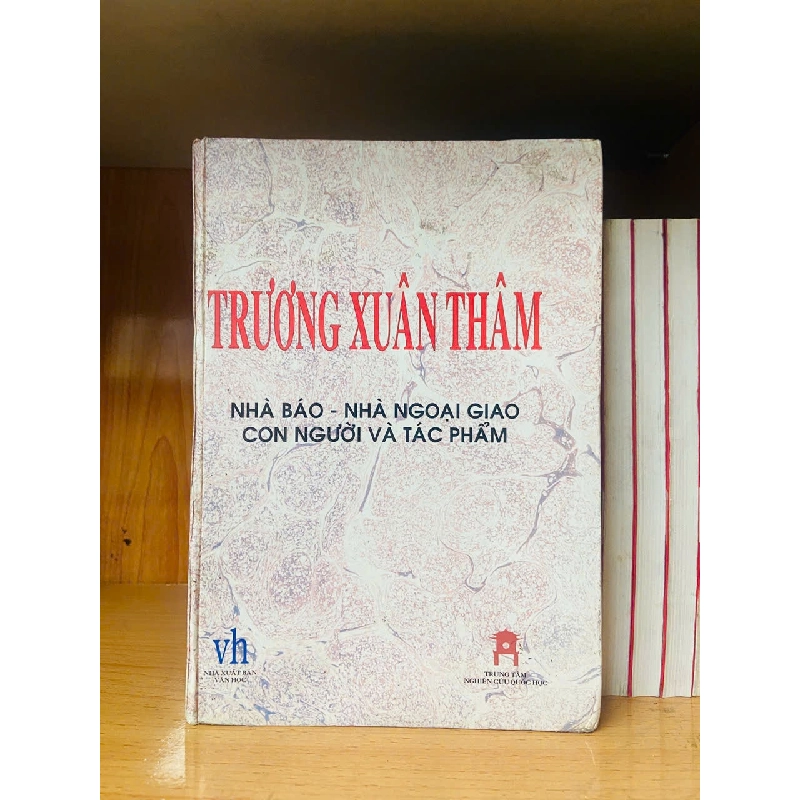 TRƯƠNG XUÂN THÂM
NHÀ BÁO - NHÀ NGOẠI GIAO
CON NGƯỜI VÀ TÁC PHẨM
vh
NHÀ XUẤT BẢN
VĂN HỌC
TRUNG TÂM
NGHIÊN CỨU QUỐC HỌC